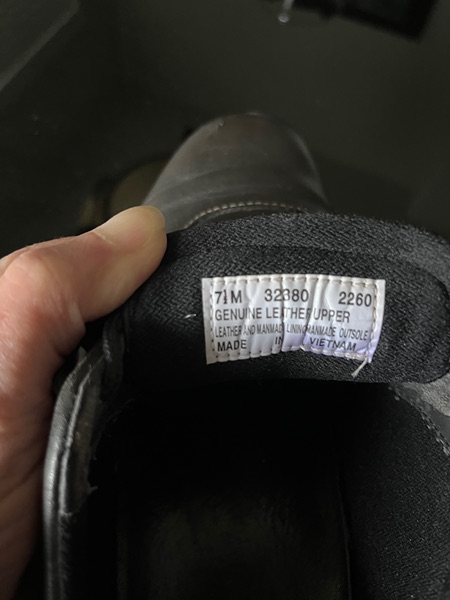 7½M 32380 2260
GENUINE LEATHER UPPER
LEATHER AND MANMADE LINING MANMADE OUTSOLE
MADE IN VIETNAM